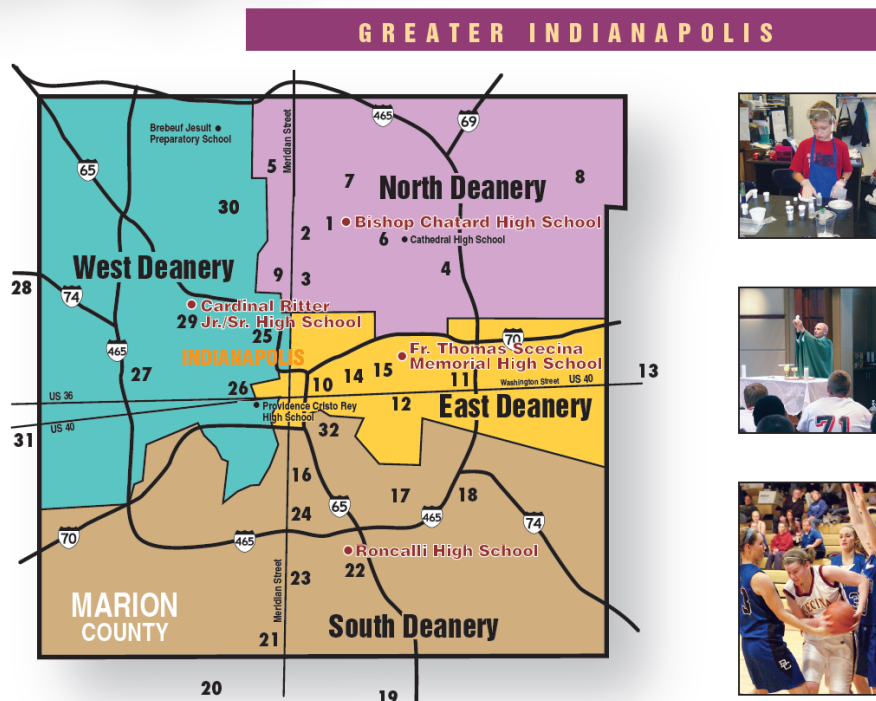 GREATER INDIANAPOLIS
465
69
Brebeuf Jesuit
Preparatory School
Meridian Street
5
65
7
North Deanery
8
30
1
Bishop Chatard High School
2
6
Cathedral High School
West Deanery
9
3
4
28
74
Cardinal Ritter
29 Jr./Sr. High School
25
70
465
INDIANAPOLIS
Fr. Thomas Scecina
Memorial High School
27
26
10
14
15
11
Washington Street
US 40
13
US 36
Providence Cristo Rey
High School
12
East Deanery
31
US 40
32
16
17
18
65
24
465
74
70
465
Roncalli High School
23
22
Meridian Street
MARION
COUNTY
South Deanery
21
20
19
71